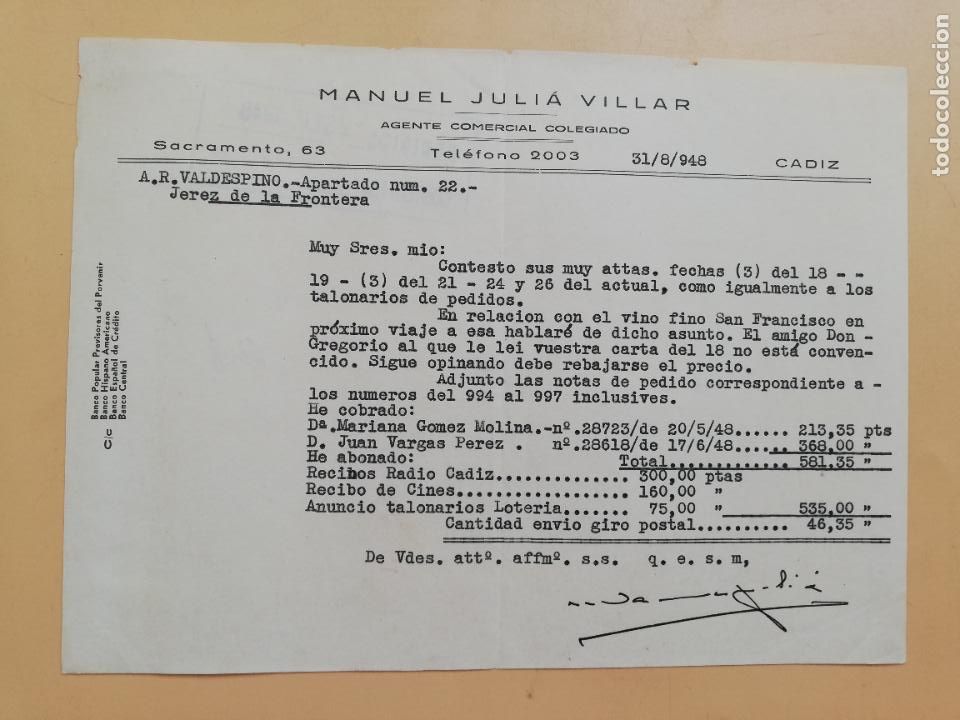 MANUEL JULIÁ VILLAR
AGENTE COMERCIAL COLEGIADO
Sacramento, 63 Teléfono 2003 31/8/948 CADIZ
A.R.VALDESPINO.-Apartado num. 22.-
Jerez de la Frontera
Muy Sres. mio:
Contesto sus muy attas. fechas (3) del 18 - -
19 - (3) del 21 - 24 y 26 del actual, como igualmente a los
talonarios de pedidos.
En relacion con el vino fino San Francisco en
próximo viaje a esa hablaré de dicho asunto. El amigo Don -
Gregorio al que le lei vuestra carta del 18 no está conven-
cido. Sigue opinando debe rebajarse el precio.
Adjunto las notas de pedido correspondiente a -
los numeros del 994 al 997 inclusives.
He cobrado:
Dª.Mariana Gomez Molina.-nº.28723/de 20/5/48...... 213,35 pts
D. Juan Vargas Perez . nº.28618/de 17/6/48...... 368,00 "
He abonado: Total............ 581,35 "
Recibos Radio Cadiz.............. 300,00 ptas
Recibo de Cines.................. 160,00 "
Anuncio talonarios Loteria....... 75,00 " 535,00 "
Cantidad envio giro postal.......... 46,35 "
De Vdes. attº. affmº. s.s. q. e. s. m,
C/c
Banco Popular Previsores del Porvenir
Banco Hispano Americano
Banco Español de Crédito
Banco Central
todocoleccion